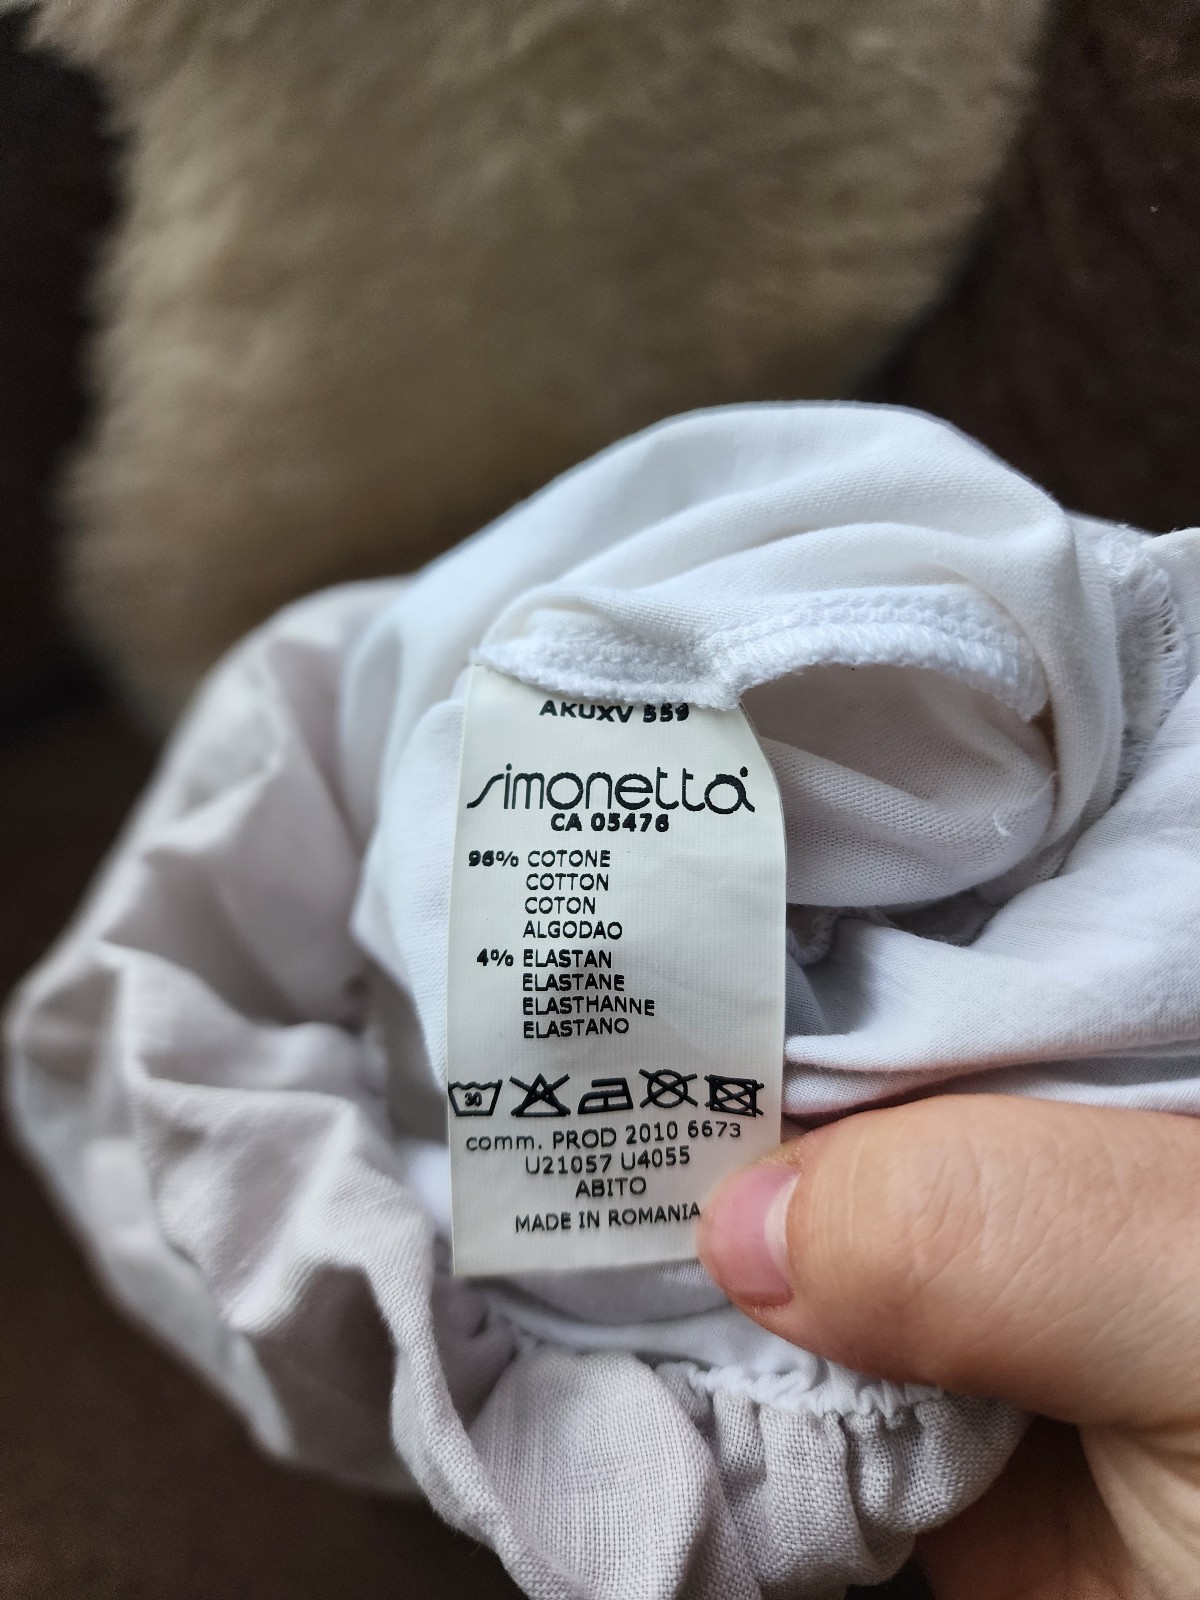 AKUXV 559
simonetta
CA 05476
96% COTONE
COTTON
COTON
ALGODAO
4% ELASTAN
ELASTANE
ELASTHANNE
ELASTANO
30
comm. PROD 2010 6673
U21057 U4055
ABITO
MADE IN ROMANIA